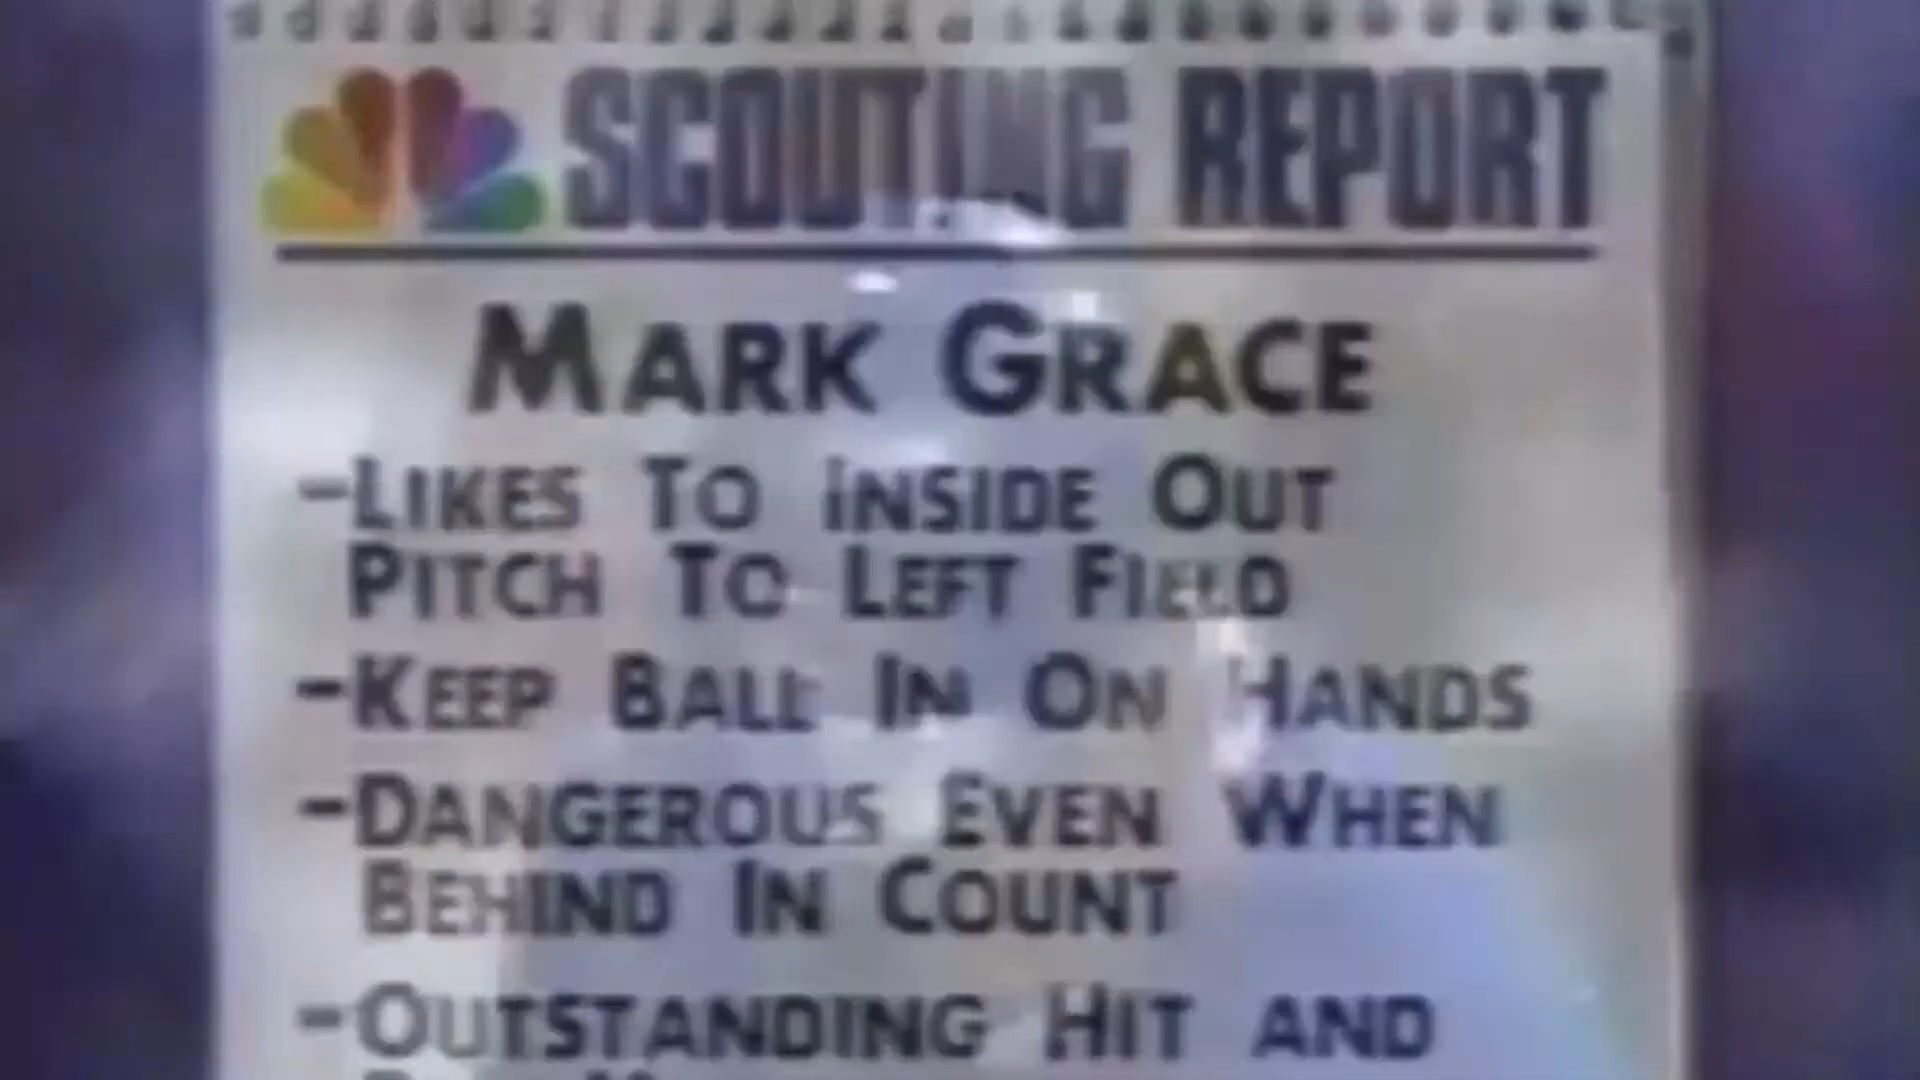 SCOUTING REPORT
MARK GRACE
-LIKES TO INSIDE OUT
PITCH TO LEFT FIELD
-KEEP BALL IN ON HANDS
-DANGEROUS EVEN WHEN
BEHIND IN COUNT
-OUTSTANDING HIT AND